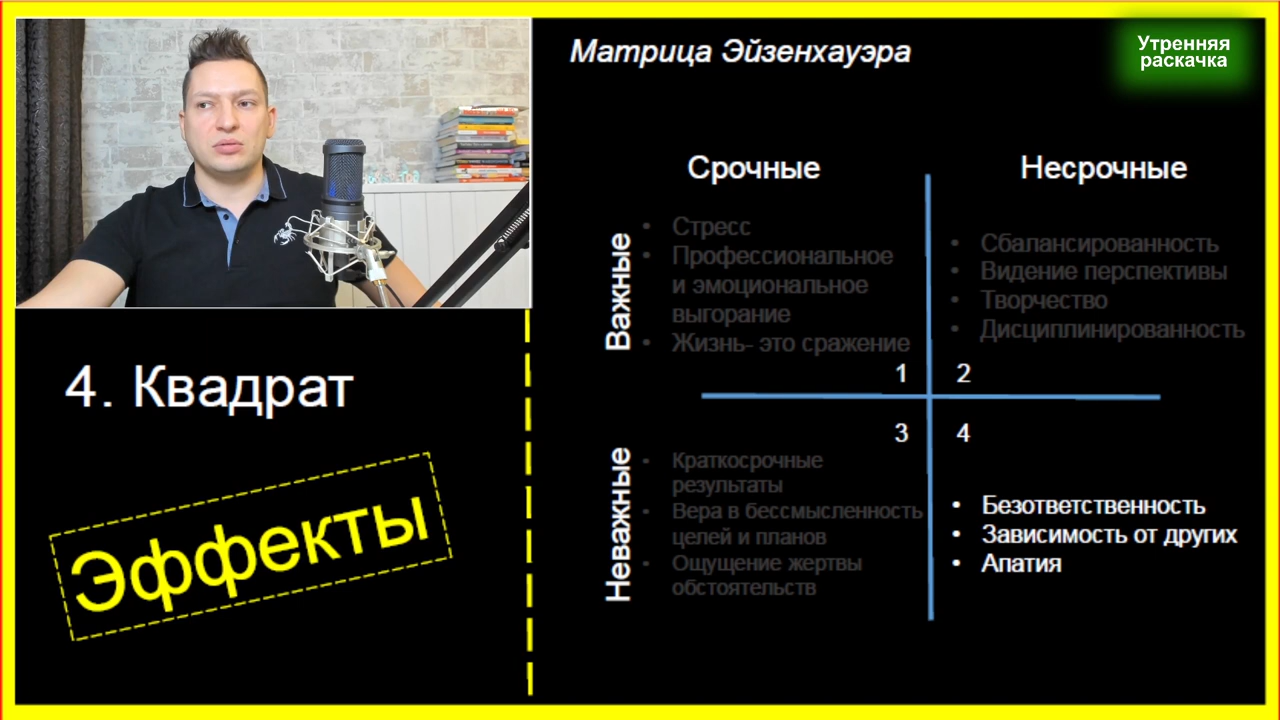 Матрица Эйзенхауэра
Утренняя
раскачка
Срочные
Несрочные
Важные
• Стресс
• Профессиональное
и эмоциональное
выгорание
• Жизнь- это сражение
• Сбалансированность
• Видение перспективы
• Творчество
• Дисциплинированность
1
2
4. Квадрат
Эффекты
3
4
Неважные
• Краткосрочные
результаты
• Вера в бессмысленность
целей и планов
• Ощущение жертвы
обстоятельств
• Безответственность
• Зависимость от других
• Апатия